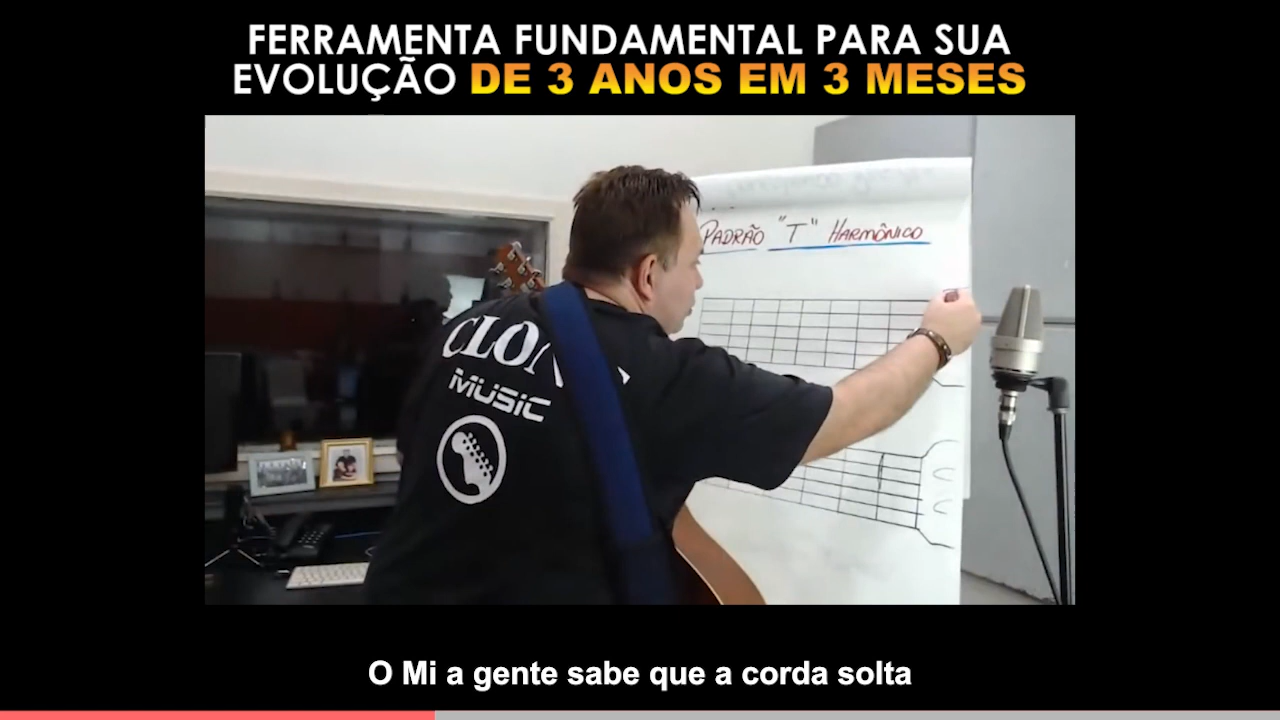 FERRAMENTA FUNDAMENTAL PARA SUA
EVOLUÇÃO DE 3 ANOS EM 3 MESES
PADRÃO "T" HARMÔNICO
MUSIC
O Mi a gente sabe que a corda solta